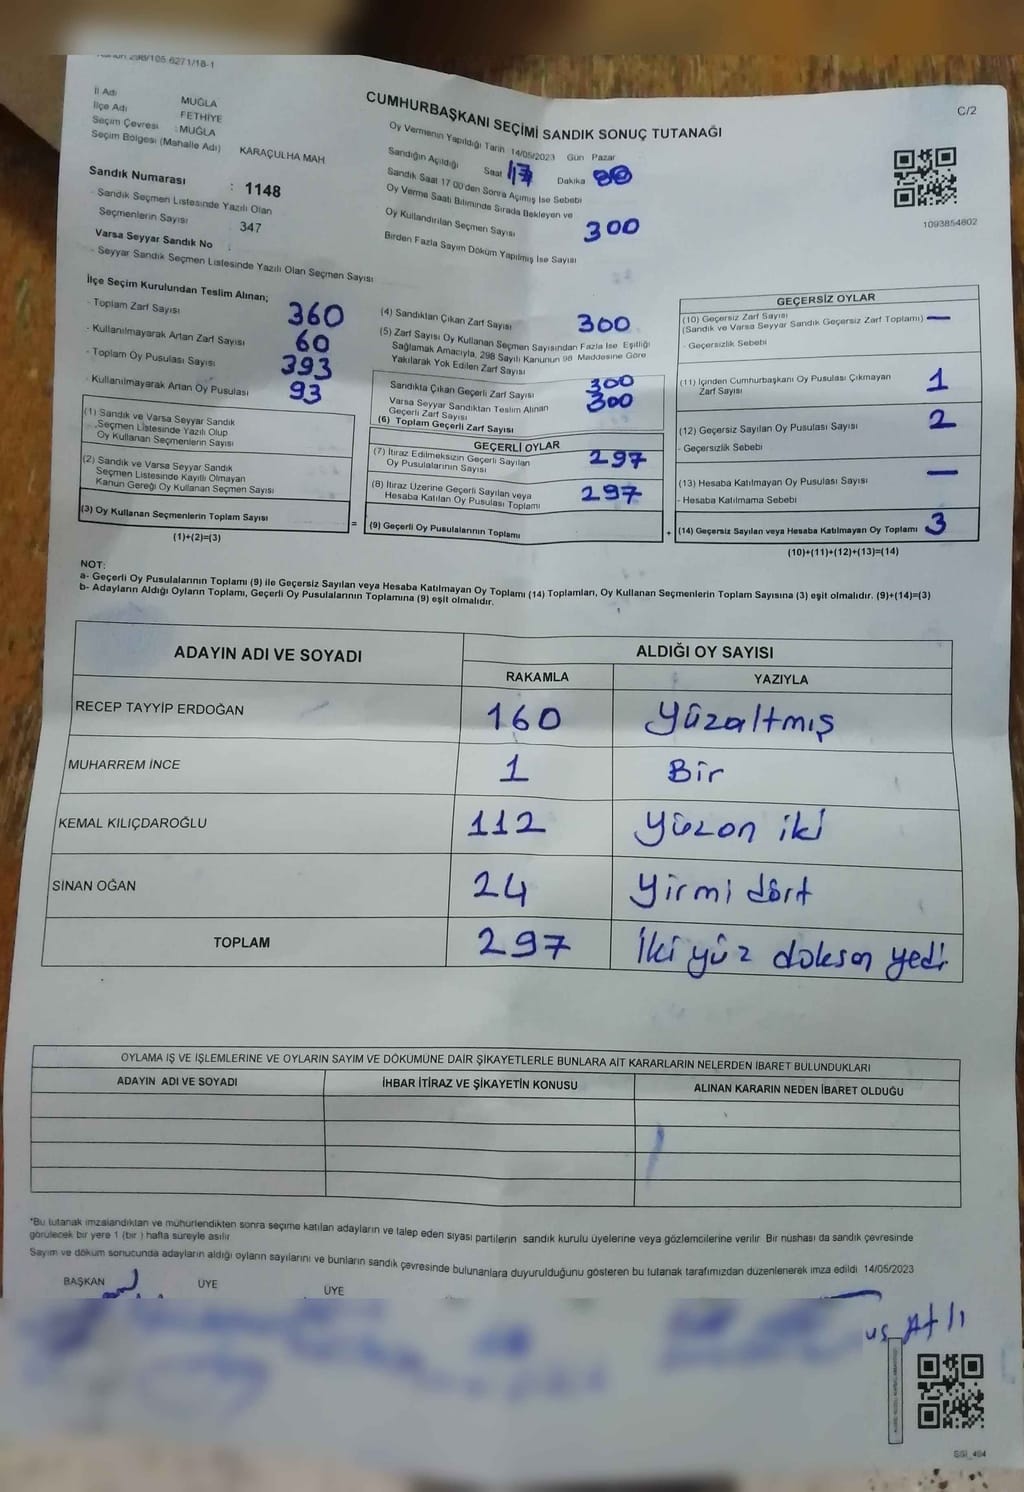 Kanun 298/105 6271/18-1
C/2
İl Adı MUĞLA
İlçe Adı FETHİYE
Seçim Çevresi : MUĞLA
Seçim Bölgesi (Mahalle Adı) KARAÇULHA MAH
Sandık Numarası : 1148
- Sandık Seçmen Listesinde Yazılı Olan
Seçmenlerin Sayısı 347
Varsa Seyyar Sandık No :
- Seyyar Sandık Seçmen Listesinde Yazılı Olan Seçmen Sayısı
CUMHURBAŞKANI SEÇİMİ SANDIK SONUÇ TUTANAĞI
Oy Vermenin Yapıldığı Tarih 14/05/2023 Gün Pazar
Sandığın Açıldığı Saat 17 Dakika
Sandık Saat 17 00'den Sonra Açımış İse Sebebi
Oy Verme Saati Bitiminde Sırada Bekleyen ve
Oy Kullandırılan Seçmen Sayısı 300
Birden Fazla Sayım Döküm Yapılmış İse Sayısı
1093854602
İlçe Seçim Kurulundan Teslim Alınan;
- Toplam Zarf Sayısı 360
- Kullanılmayarak Artan Zarf Sayısı 60
- Toplam Oy Pusulası Sayısı 393
- Kullanılmayarak Artan Oy Pusulası 93
(1) Sandık ve Varsa Seyyar Sandık
Seçmen Listesinde Yazılı Olup
Oy Kullanan Seçmenlerin Sayısı
(2) Sandık ve Varsa Seyyar Sandık
Seçmen Listesinde Kayıtlı Olmayan
Kanun Gereği Oy Kullanan Seçmen Sayısı
(3) Oy Kullanan Seçmenlerin Toplam Sayısı
(1)+(2)=(3)
=
(4) Sandıktan Çıkan Zarf Sayısı 300
(5) Zarf Sayısı Oy Kullanan Seçmen Sayısından Fazla İse Eşitliği
Sağlamak Amacıyla, 298 Sayılı Kanunun 98 Maddesine Göre
Yakılarak Yok Edilen Zarf Sayısı
Sandıkta Çıkan Geçerli Zarf Sayısı 300
Varsa Seyyar Sandıktan Teslim Alınan
Geçerli Zarf Sayısı 300
(6) Toplam Geçerli Zarf Sayısı
GEÇERLİ OYLAR
(7) İtiraz Edilmeksizin Geçerli Sayılan
Oy Pusulalarının Sayısı 297
(8) İtiraz Üzerine Geçerli Sayılan veya
Hesaba Katılan Oy Pusulası Toplamı 297
(9) Geçerli Oy Pusulalarının Toplamı
+
GEÇERSİZ OYLAR
(10) Geçersiz Zarf Sayısı —
(Sandık ve Varsa Seyyar Sandık Geçersiz Zarf Toplamı)
- Geçersizlik Sebebi
(11) İçinden Cumhurbaşkanı Oy Pusulası Çıkmayan
Zarf Sayısı 1
(12) Geçersiz Sayılan Oy Pusulası Sayısı 2
- Geçersizlik Sebebi
(13) Hesaba Katılmayan Oy Pusulası Sayısı —
- Hesaba Katılmama Sebebi
(14) Geçersiz Sayılan veya Hesaba Katılmayan Oy Toplamı 3
(10)+(11)+(12)+(13)=(14)
NOT:
a- Geçerli Oy Pusulalarının Toplamı (9) ile Geçersiz Sayılan veya Hesaba Katılmayan Oy Toplamı (14) Toplamları, Oy Kullanan Seçmenlerin Toplam Sayısına (3) eşit olmalıdır. (9)+(14)=(3)
b- Adayların Aldığı Oyların Toplamı, Geçerli Oy Pusulalarının Toplamına (9) eşit olmalıdır.
ADAYIN ADI VE SOYADI ALDIĞI OY SAYISI
RAKAMLA YAZIYLA
RECEP TAYYİP ERDOĞAN 160 Yüzaltmış
MUHARREM İNCE 1 Bir
KEMAL KILIÇDAROĞLU 112 Yüzon iki
SİNAN OĞAN 24 Yirmi dört
TOPLAM 297 İki yüz doksan yedi
OYLAMA İŞ VE İŞLEMLERİNE VE OYLARIN SAYIM VE DÖKÜMÜNE DAİR ŞİKAYETLERLE BUNLARA AİT KARARLARIN NELERDEN İBARET BULUNDUKLARI
ADAYIN ADI VE SOYADI İHBAR İTİRAZ VE ŞİKAYETİN KONUSU ALINAN KARARIN NEDEN İBARET OLDUĞU
*Bu tutanak imzalandıktan ve mühürlendikten sonra seçime katılan adayların ve talep eden siyasi partilerin sandık kurulu üyelerine veya gözlemcilerine verilir Bir nüshası da sandık çevresinde
görülecek bir yere 1 (bir ) hafta süreyle asılır
Sayım ve döküm sonucunda adayların aldığı oyların sayılarını ve bunların sandık çevresinde bulunanlara duyurulduğunu gösteren bu tutanak tarafımızdan düzenlenerek imza edildi 14/05/2023
BAŞKAN ÜYE ÜYE
us Atlı